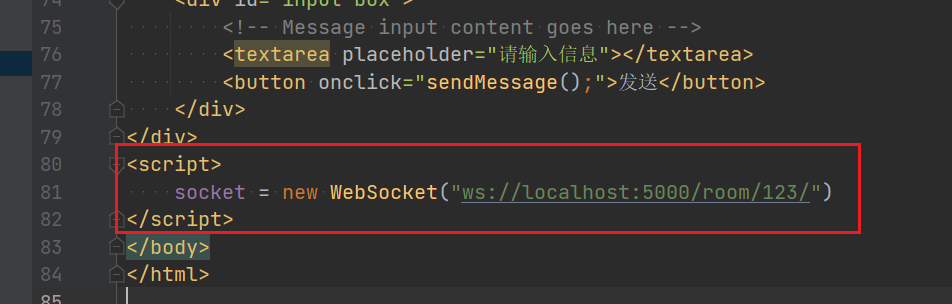 74 <div id="input-box">
75 <!-- Message input content goes here -->
76 <textarea placeholder="请输入信息"></textarea>
77 <button onclick="sendMessage();">发送</button>
78 </div>
79 </div>
80 <script>
81 socket = new WebSocket("ws://localhost:5000/room/123/")
82 </script>
83 </body>
84 </html>
85